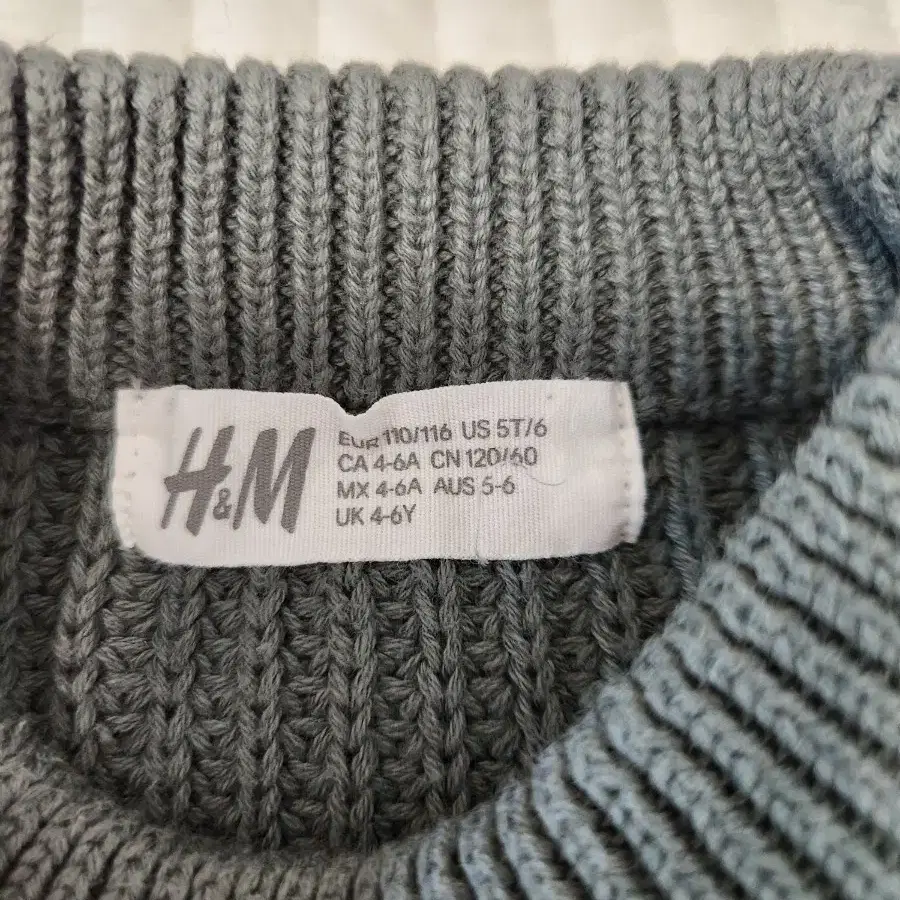 H&M
EUR 110/116 US 5T/6
CA 4-6A CN 120/60
MX 4-6A AUS 5-6
UK 4-6Y